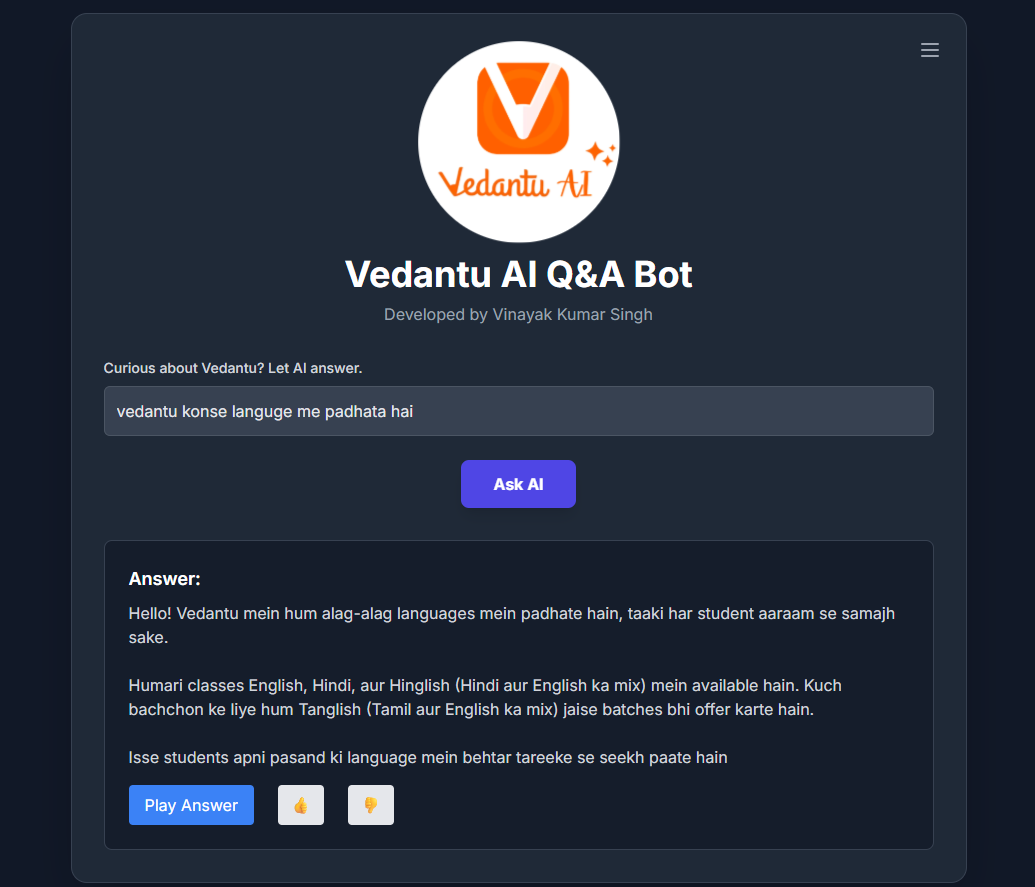 Vedantu AI
Vedantu AI Q&A Bot
Developed by Vinayak Kumar Singh
Curious about Vedantu? Let AI answer.
vedantu konse languge me padhata hai
Ask AI
Answer:
Hello! Vedantu mein hum alag-alag languages mein padhate hain, taaki har student aaraam se samajh
sake.
Humari classes English, Hindi, aur Hinglish (Hindi aur English ka mix) mein available hain. Kuch
bachchon ke liye hum Tanglish (Tamil aur English ka mix) jaise batches bhi offer karte hain.
Isse students apni pasand ki language mein behtar tareeke se seekh paate hain
Play Answer